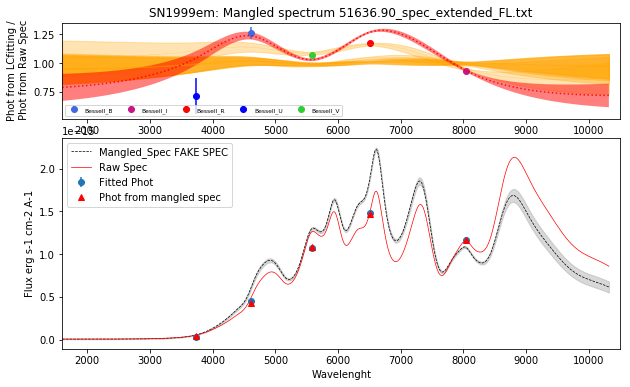 SN1999em: Mangled spectrum 51636.90_spec_extended_FL.txt
Phot from LCfitting /
Phot from Raw Spec
1.25
1.00
0.75
Bessell_B Bessell_I Bessell_R Bessell_U Bessell_V
2000 3000 4000 5000 6000 7000 8000 9000 10000
1e−15
Mangled_Spec FAKE SPEC
Raw Spec
Fitted Phot
Phot from mangled spec
Flux erg s-1 cm-2 A-1
2.0
1.5
1.0
0.5
0.0
2000 3000 4000 5000 6000 7000 8000 9000 10000
Wavelenght